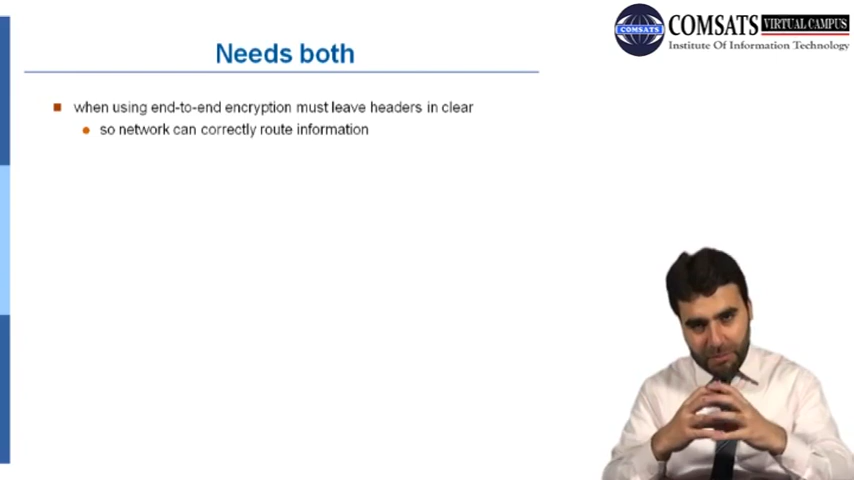 Needs both
COMSATS VIRTUAL CAMPUS
COMSATS
Institute Of Information Technology
when using end-to-end encryption must leave headers in clear
so network can correctly route information